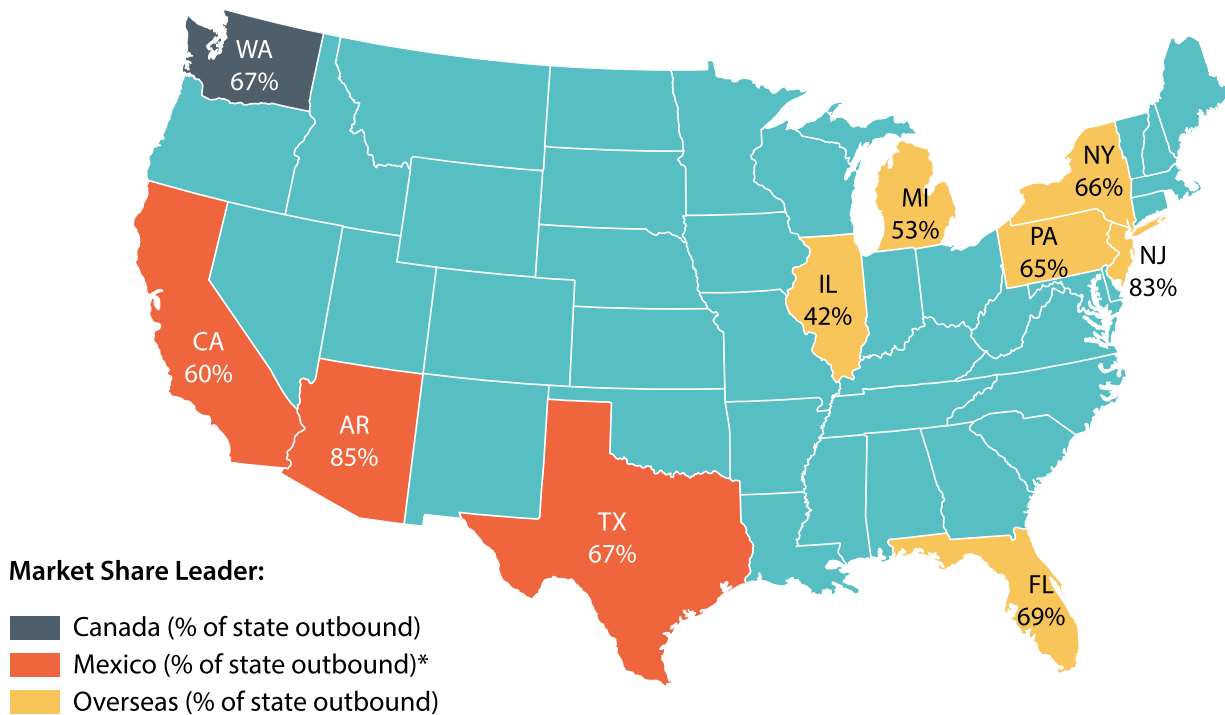 WA
67%
NY
66%
MI
53%
PA
65%
NJ
83%
IL
42%
CA
60%
AR
85%
TX
67%
FL
69%
Market Share Leader:
Canada (% of state outbound)
Mexico (% of state outbound)*
Overseas (% of state outbound)